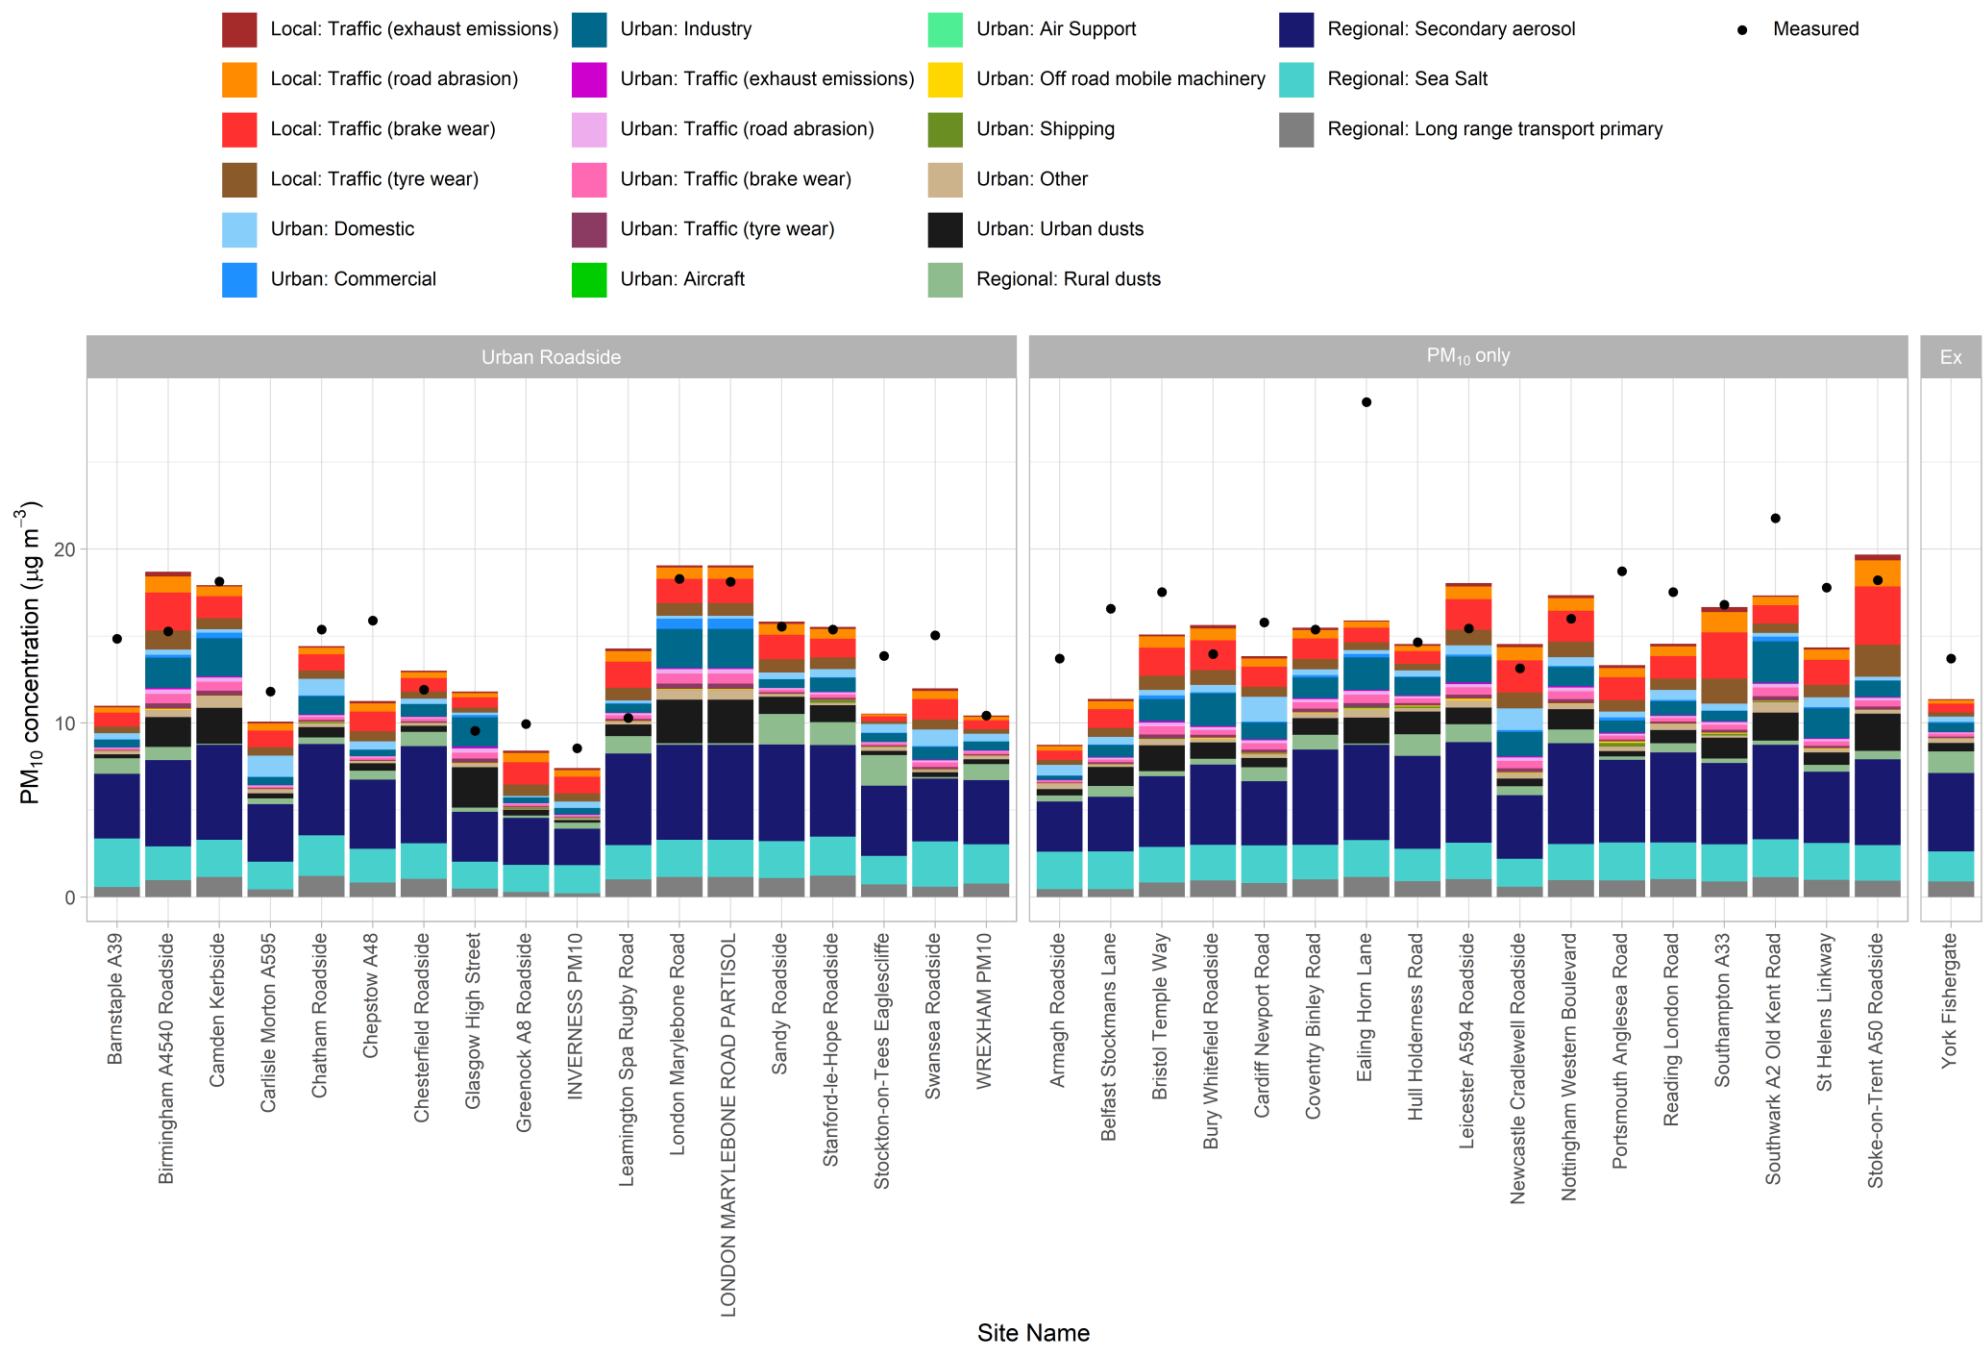 Local: Traffic (exhaust emissions)
Local: Traffic (road abrasion)
Local: Traffic (brake wear)
Local: Traffic (tyre wear)
Urban: Domestic
Urban: Commercial
Urban: Industry
Urban: Traffic (exhaust emissions)
Urban: Traffic (road abrasion)
Urban: Traffic (brake wear)
Urban: Traffic (tyre wear)
Urban: Aircraft
Urban: Air Support
Urban: Off road mobile machinery
Urban: Shipping
Urban: Other
Urban: Urban dusts
Regional: Rural dusts
Regional: Secondary aerosol
Regional: Sea Salt
Regional: Long range transport primary
Measured
Urban Roadside
PM₁₀ only
Ex
PM₁₀ concentration (μg m⁻³)
20
10
0
Barnstaple A39
Birmingham A4540 Roadside
Camden Kerbside
Carlisle Morton A595
Chatham Roadside
Chepstow A48
Chesterfield Roadside
Glasgow High Street
Greenock A8 Roadside
INVERNESS PM10
Leamington Spa Rugby Road
London Marylebone Road
LONDON MARYLEBONE ROAD PARTISOL
Sandy Roadside
Stanford-le-Hope Roadside
Stockton-on-Tees Eaglescliffe
Swansea Roadside
WREXHAM PM10
Armagh Roadside
Belfast Stockmans Lane
Bristol Temple Way
Bury Whitefield Roadside
Cardiff Newport Road
Coventry Binley Road
Ealing Horn Lane
Hull Holderness Road
Leicester A594 Roadside
Newcastle Cradlewell Roadside
Nottingham Western Boulevard
Portsmouth Anglesea Road
Reading London Road
Southampton A33
Southwark A2 Old Kent Road
St Helens Linkway
Stoke-on-Trent A50 Roadside
York Fishergate
Site Name